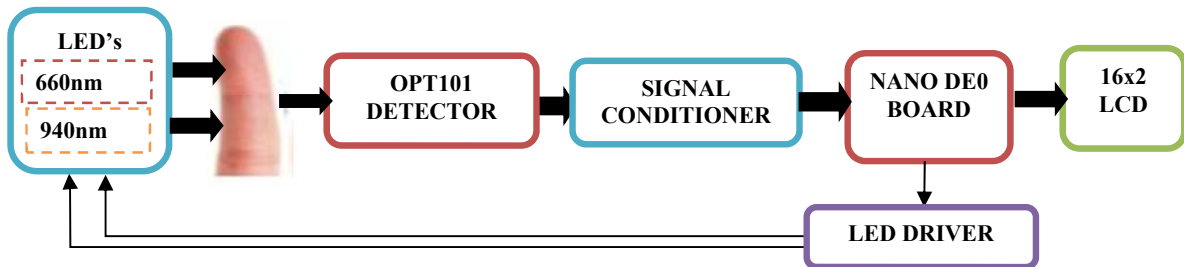 LED's
660nm
940nm
OPT101
DETECTOR
SIGNAL
CONDITIONER
NANO DE0
BOARD
16x2
LCD
LED DRIVER